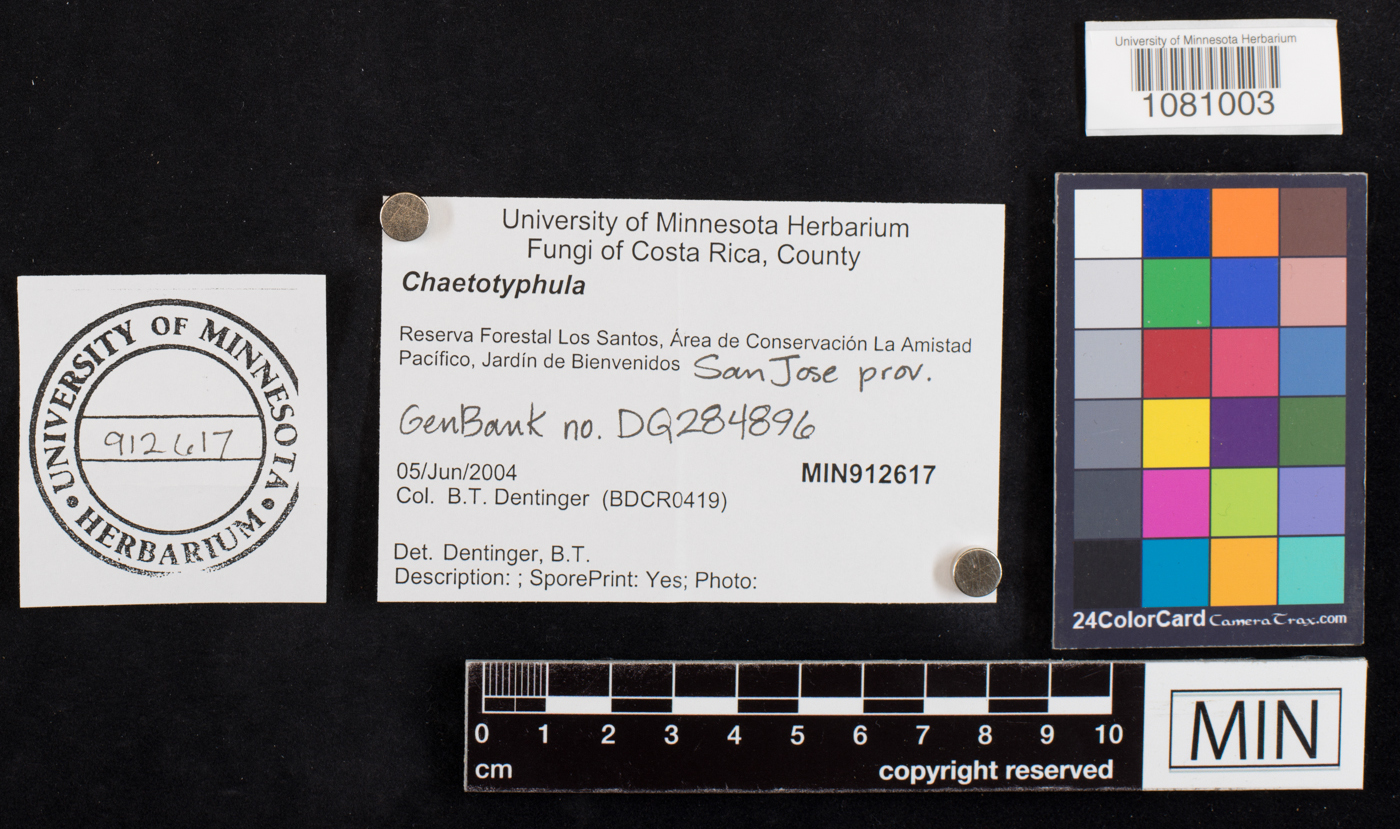 University of Minnesota Herbarium
1081003
University of Minnesota Herbarium
Fungi of Costa Rica, County
Chaetotyphula
Reserva Forestal Los Santos, Área de Conservación La Amistad
Pacífico, Jardín de Bienvenidos San Jose prov.
GenBank no. DQ284896
05/Jun/2004 MIN912617
Col. B.T. Dentinger (BDCR0419)
Det. Dentinger, B.T.
Description: ; SporePrint: Yes; Photo:
UNIVERSITY OF MINNESOTA
912617
• HERBARIUM •
24ColorCard CameraTrax.com
0 1 2 3 4 5 6 7 8 9 10
cm copyright reserved
MIN